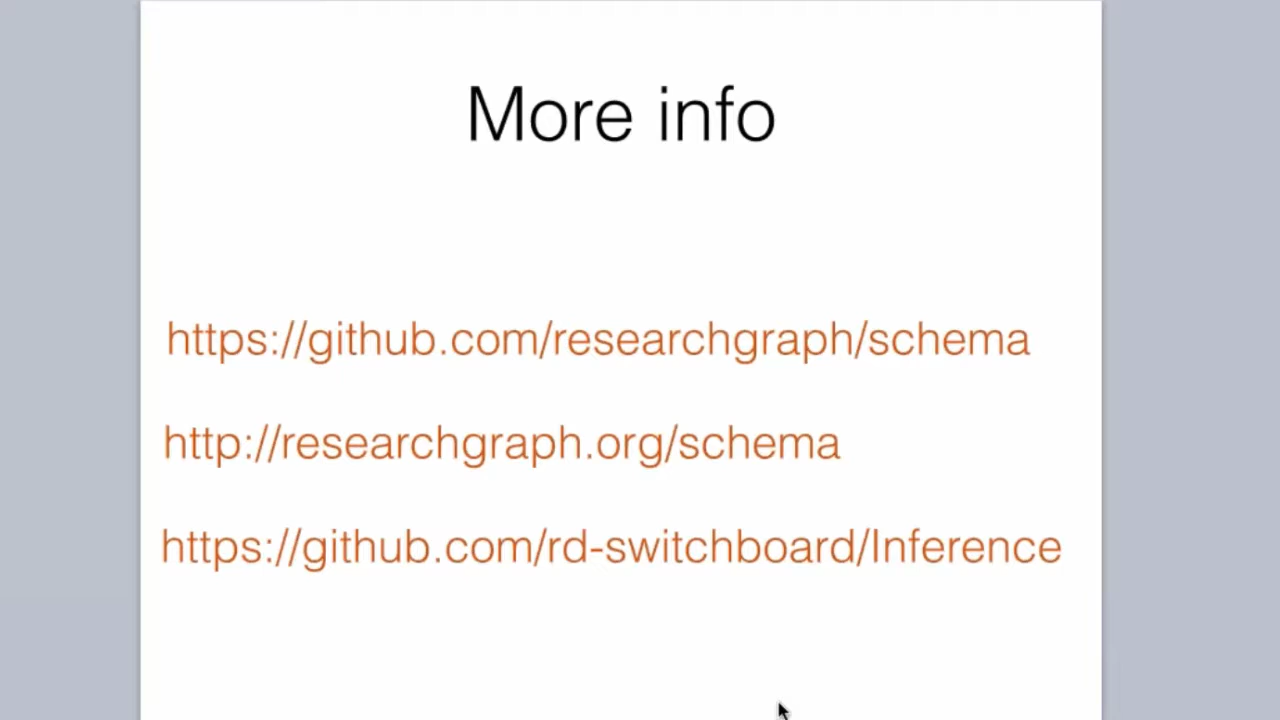 More info
https://github.com/researchgraph/schema
http://researchgraph.org/schema
https://github.com/rd-switchboard/Inference